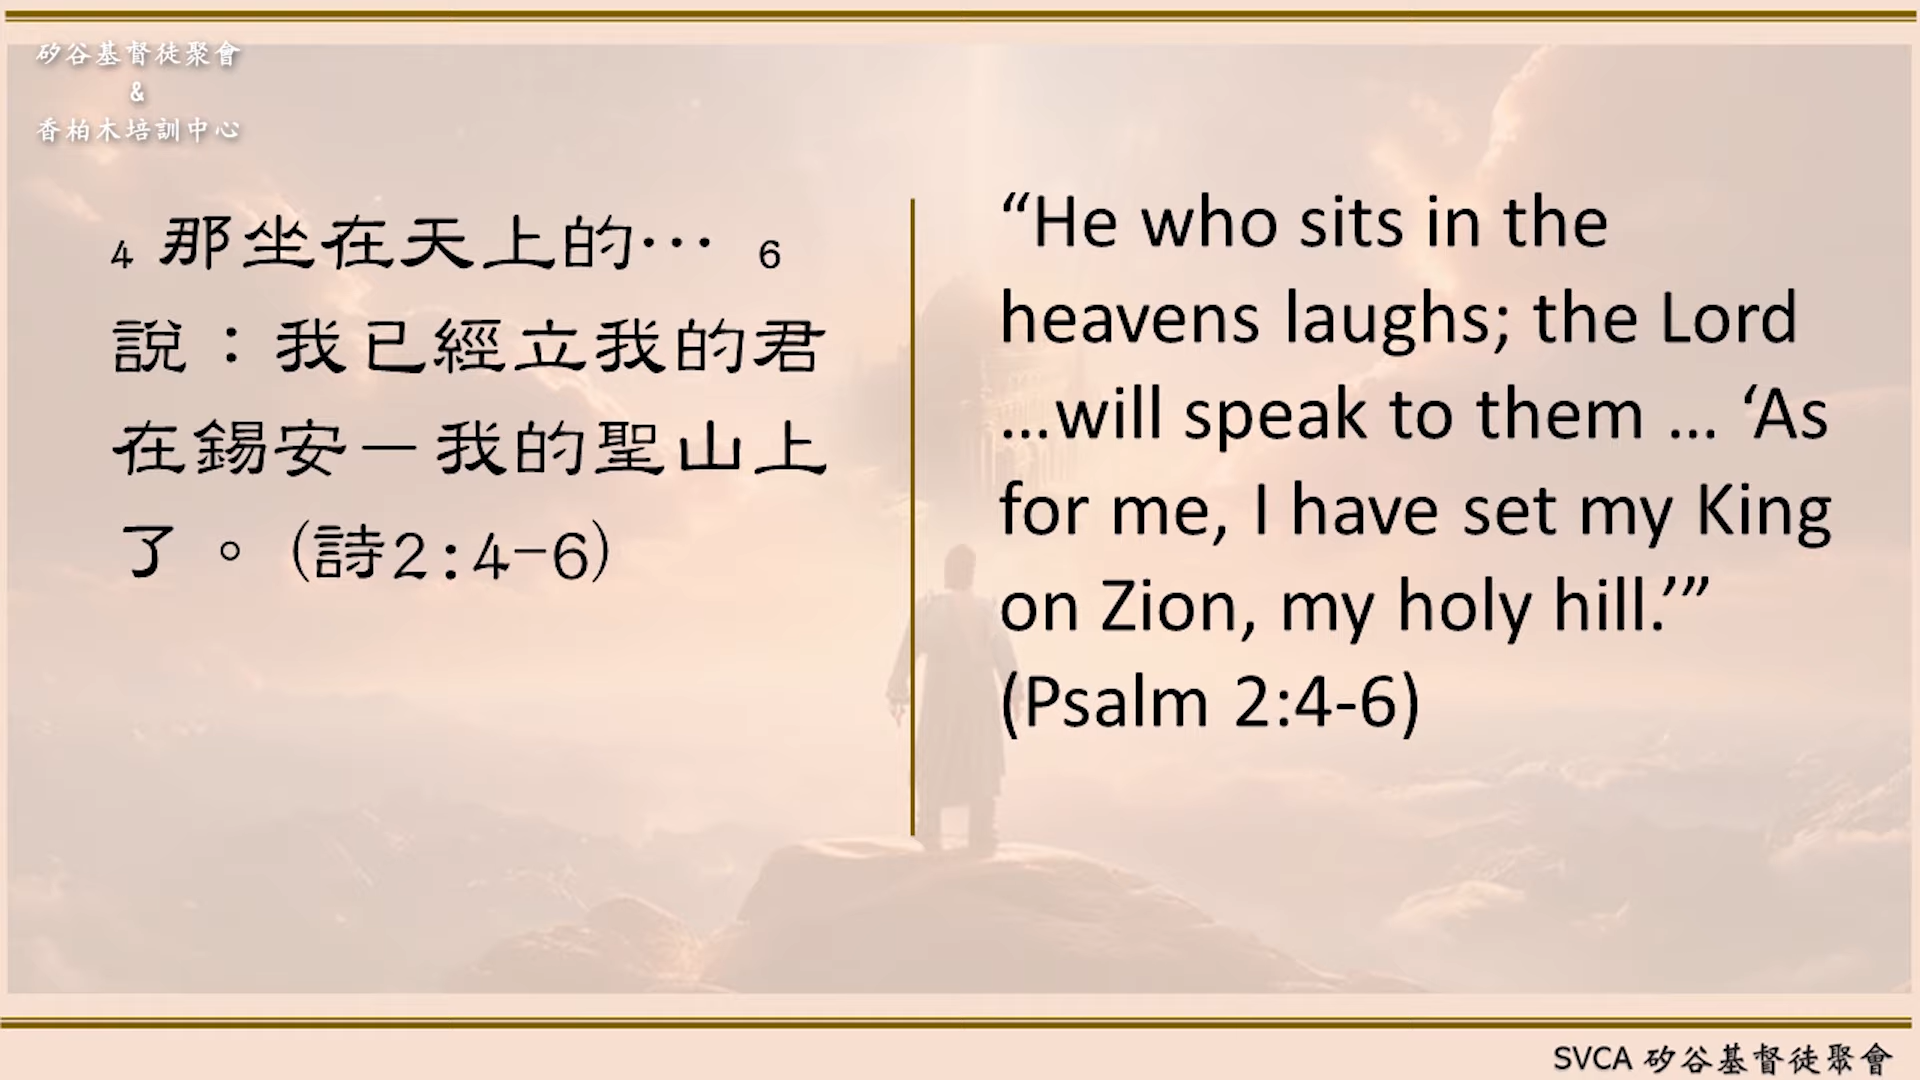 矽谷基督徒聚會
&
香柏木培訓中心
4 那坐在天上的… 6
說：我已經立我的君
在錫安－我的聖山上
了。(詩2:4-6)
“He who sits in the
heavens laughs; the Lord
…will speak to them … ‘As
for me, I have set my King
on Zion, my holy hill.’”
(Psalm 2:4-6)
SVCA 矽谷基督徒聚會